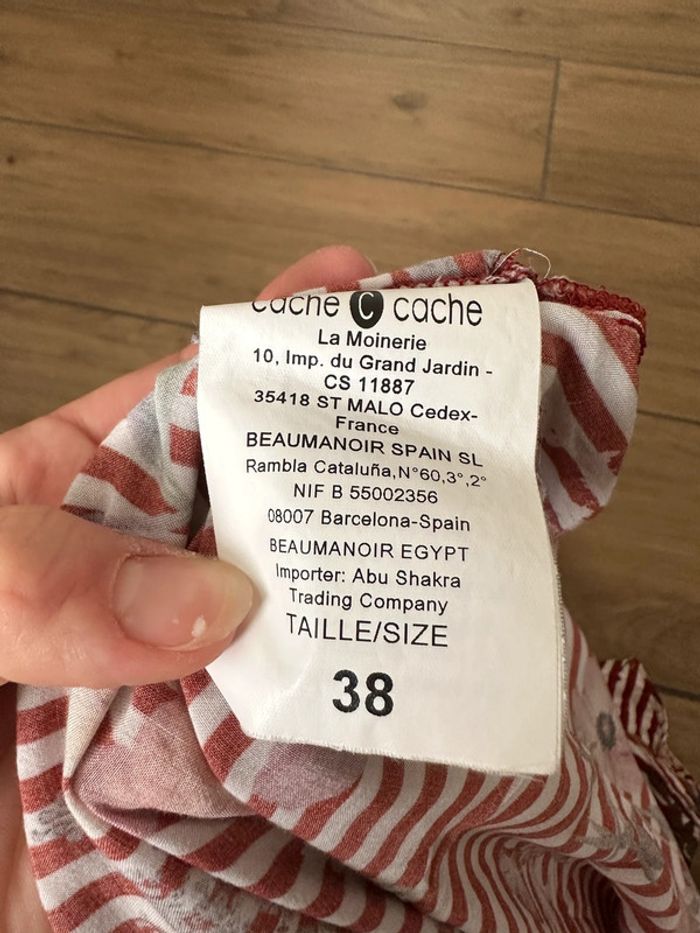 cache C cache
La Moinerie
10, Imp. du Grand Jardin -
CS 11887
35418 ST MALO Cedex-
France
BEAUMANOIR SPAIN SL
Rambla Cataluña,N°60,3°,2°
NIF B 55002356
08007 Barcelona-Spain
BEAUMANOIR EGYPT
Importer: Abu Shakra
Trading Company
TAILLE/SIZE
38